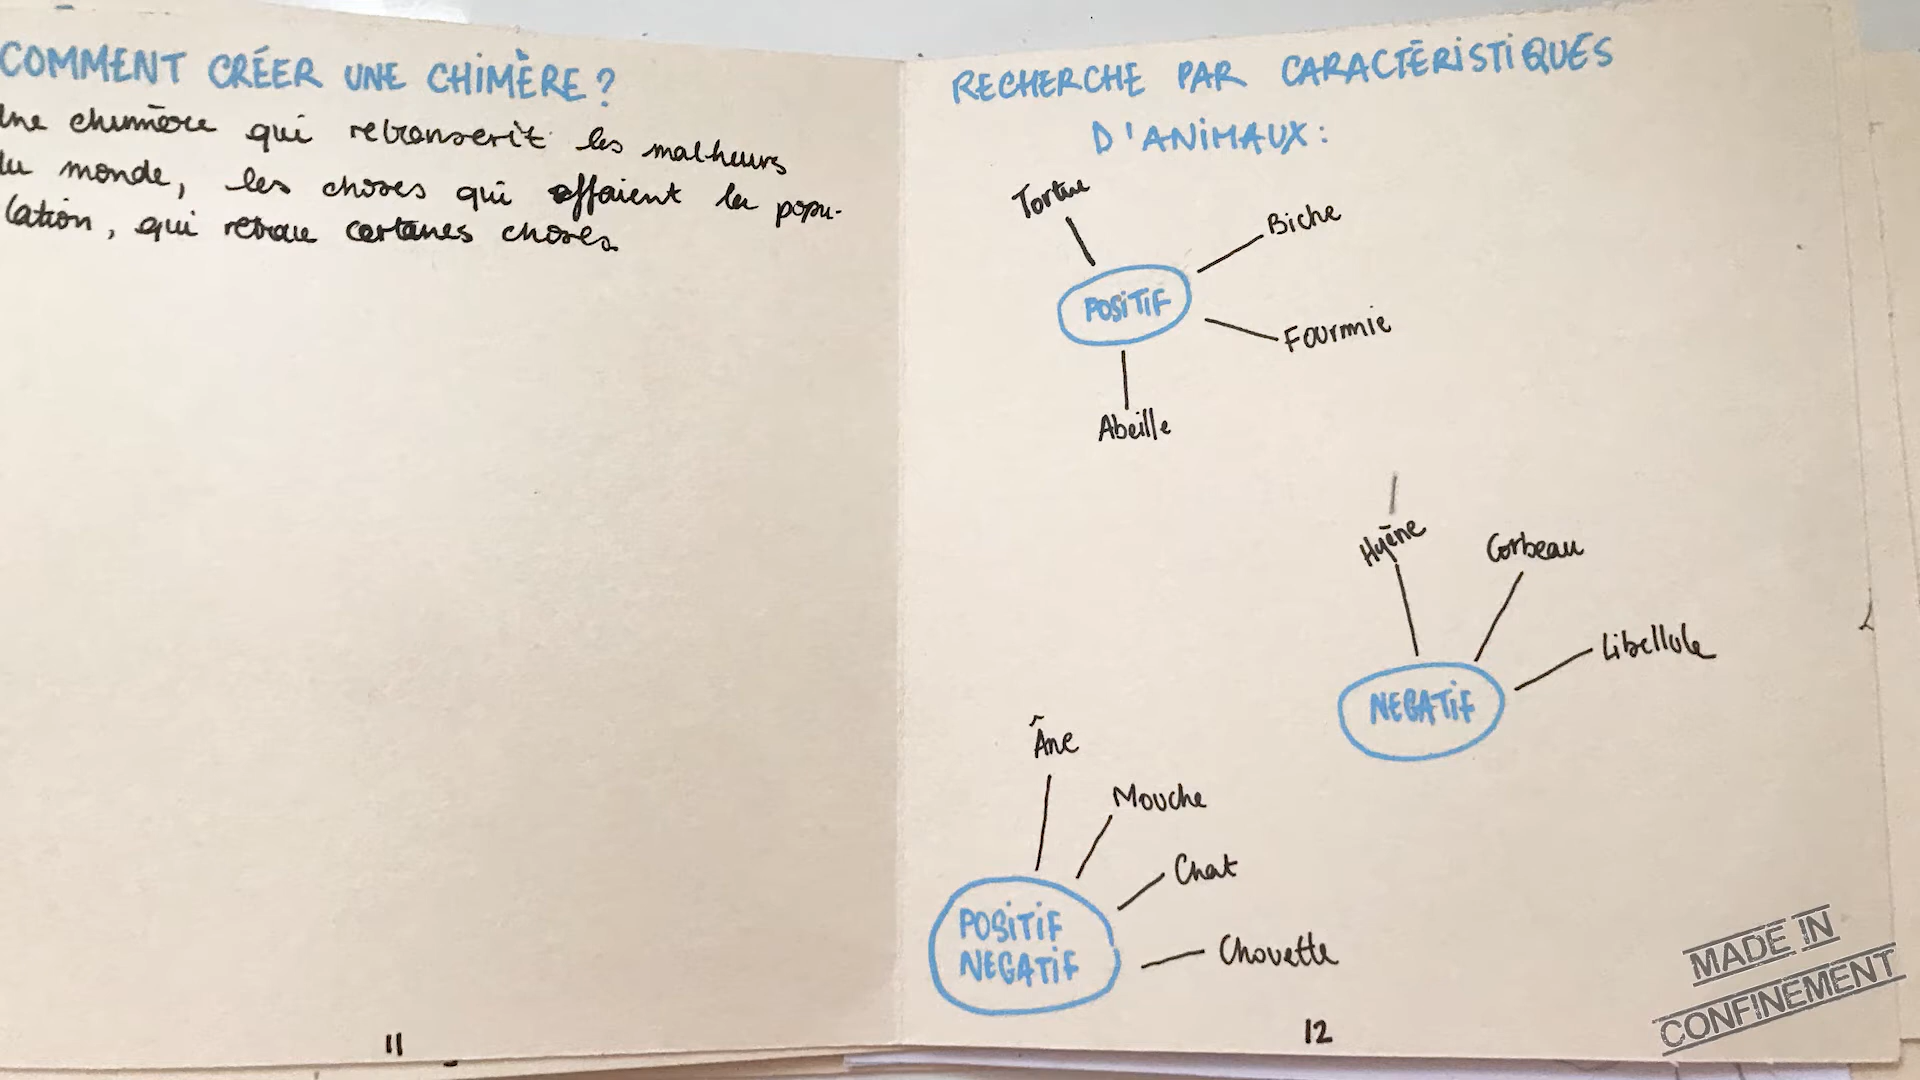 COMMENT CRÉER UNE CHIMÈRE ?
Une chimère qui retranscrit les malheurs
du monde, les choses qui effraient la popu-
lation, qui retrace certaines choses
11
RECHERCHE PAR CARACTÉRISTIQUES
D'ANIMAUX :
Tortue
Biche
POSITIF
Fourmie
Abeille
Hyène
Corbeau
Libellule
NEGATIF
Âne
Mouche
Chat
POSITIF
NEGATIF
Chouette
12
MADE IN
CONFINEMENT